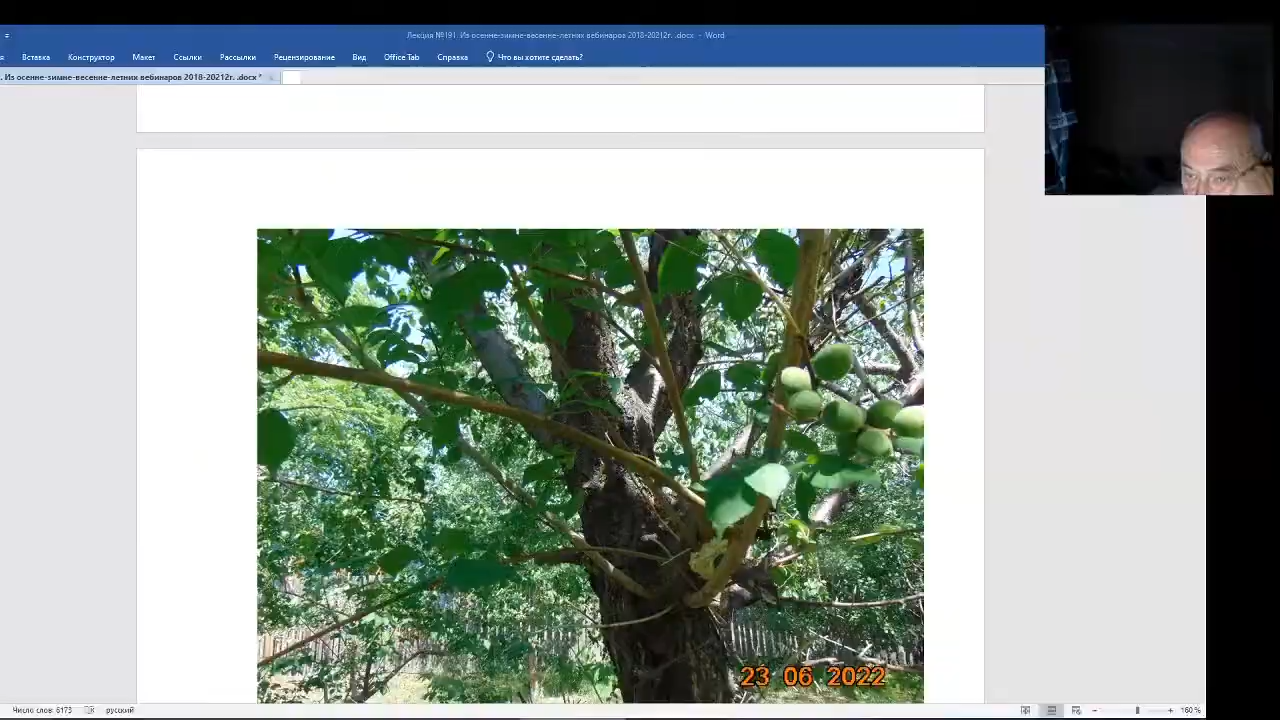 Лекция №191. Из осенне-зимне-весенне-летних вебинаров 2018-20212г. .docx - Word
я Вставка Конструктор Макет Ссылки Рассылки Рецензирование Вид Office Tab Справка Что вы хотите сделать?
. Из осенне-зимне-весенне-летних вебинаров 2018-20212г. .docx *
23 06 2022
Число слов: 6173 русский 160 %